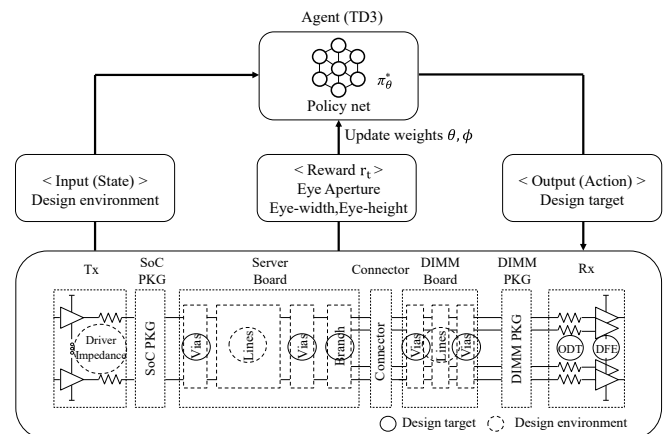 Agent (TD3)
π*θ
Policy net
Update weights θ, ϕ
< Input (State) >
Design environment
< Reward rt >
Eye Aperture
Eye-width,Eye-height
< Output (Action) >
Design target
Tx
SoC
PKG
Server
Board
Connector
DIMM
Board
DIMM
PKG
Rx
Driver
Impedance
SoC PKG
Vias
Lines
Vias
Branch
Connector
Vias
Lines
Vias
DIMM PKG
ODT
DFE
Design target
Design environment